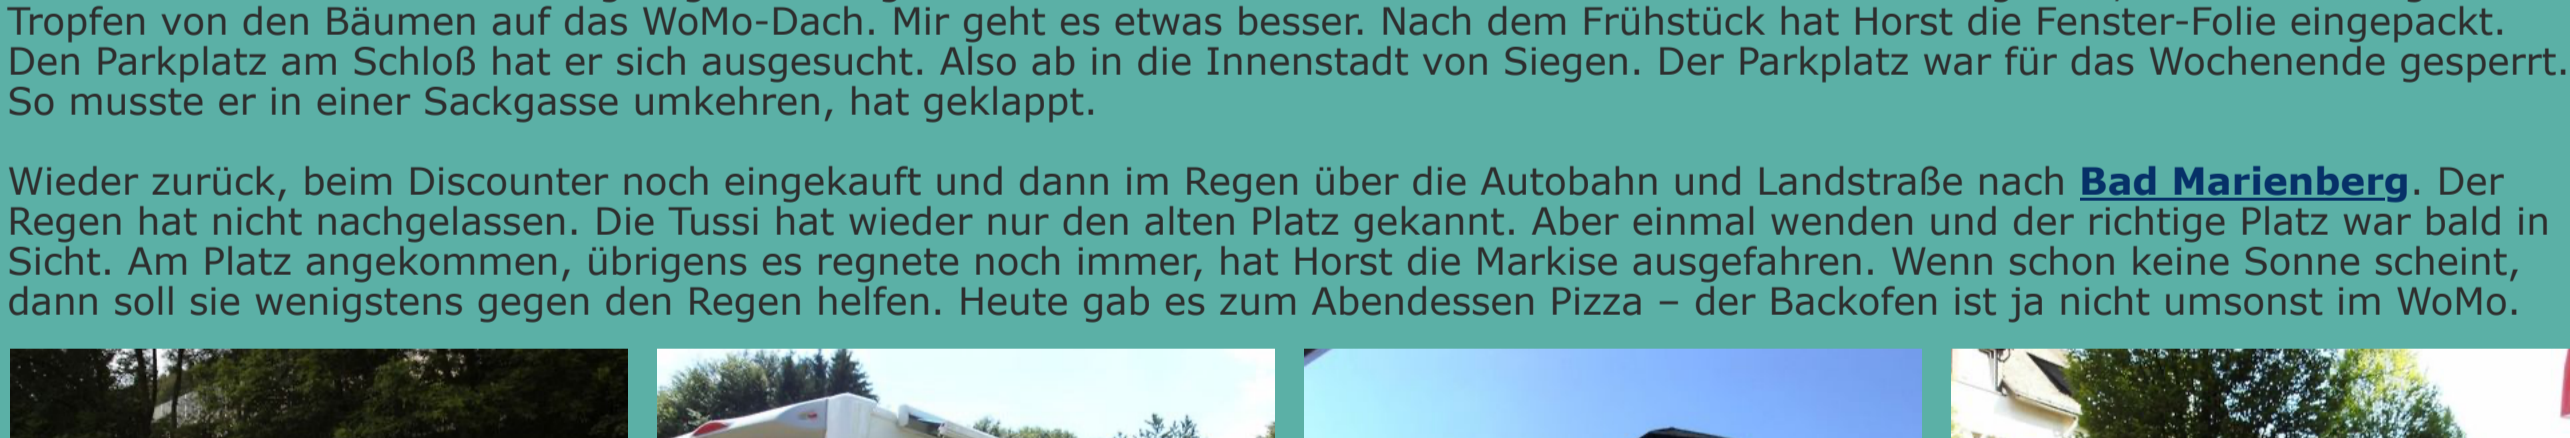 Tropfen von den Bäumen auf das WoMo-Dach. Mir geht es etwas besser. Nach dem Frühstück hat Horst die Fenster-Folie eingepackt.
Den Parkplatz am Schloß hat er sich ausgesucht. Also ab in die Innenstadt von Siegen. Der Parkplatz war für das Wochenende gesperrt.
So musste er in einer Sackgasse umkehren, hat geklappt.
Wieder zurück, beim Discounter noch eingekauft und dann im Regen über die Autobahn und Landstraße nach Bad Marienberg. Der
Regen hat nicht nachgelassen. Die Tussi hat wieder nur den alten Platz gekannt. Aber einmal wenden und der richtige Platz war bald in
Sicht. Am Platz angekommen, übrigens es regnete noch immer, hat Horst die Markise ausgefahren. Wenn schon keine Sonne scheint,
dann soll sie wenigstens gegen den Regen helfen. Heute gab es zum Abendessen Pizza – der Backofen ist ja nicht umsonst im WoMo.